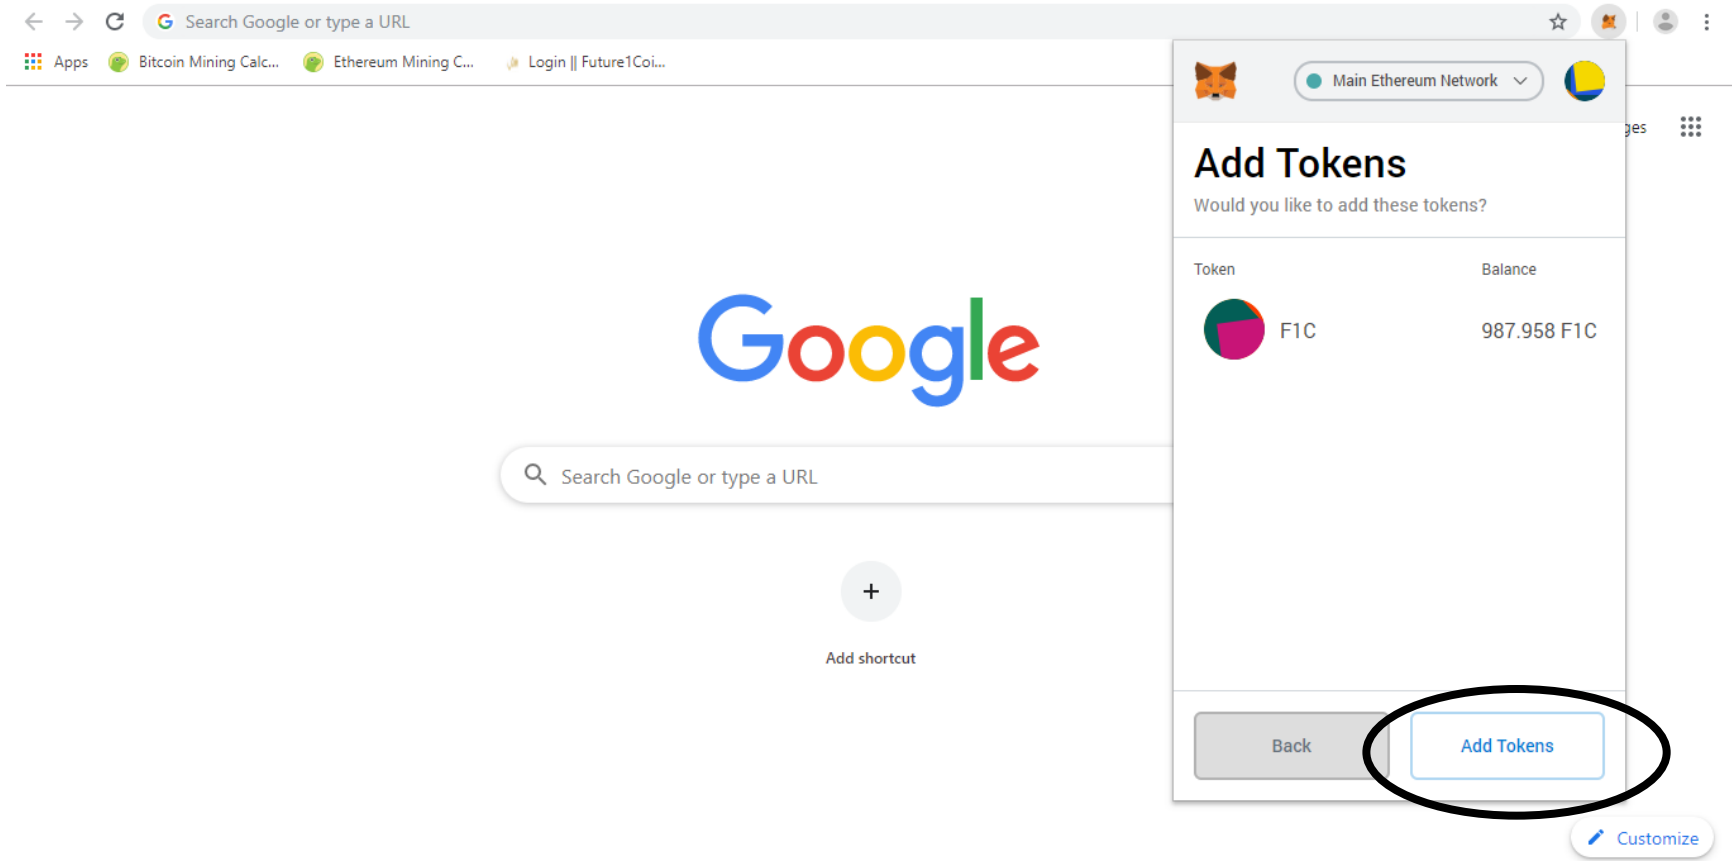 Search Google or type a URL
Apps
Bitcoin Mining Calc...
Ethereum Mining C...
Login || Future1Coi...
Main Ethereum Network
ges
Add Tokens
Would you like to add these tokens?
Token
Balance
F1C
987.958 F1C
Google
Search Google or type a URL
Add shortcut
Back
Add Tokens
Customize